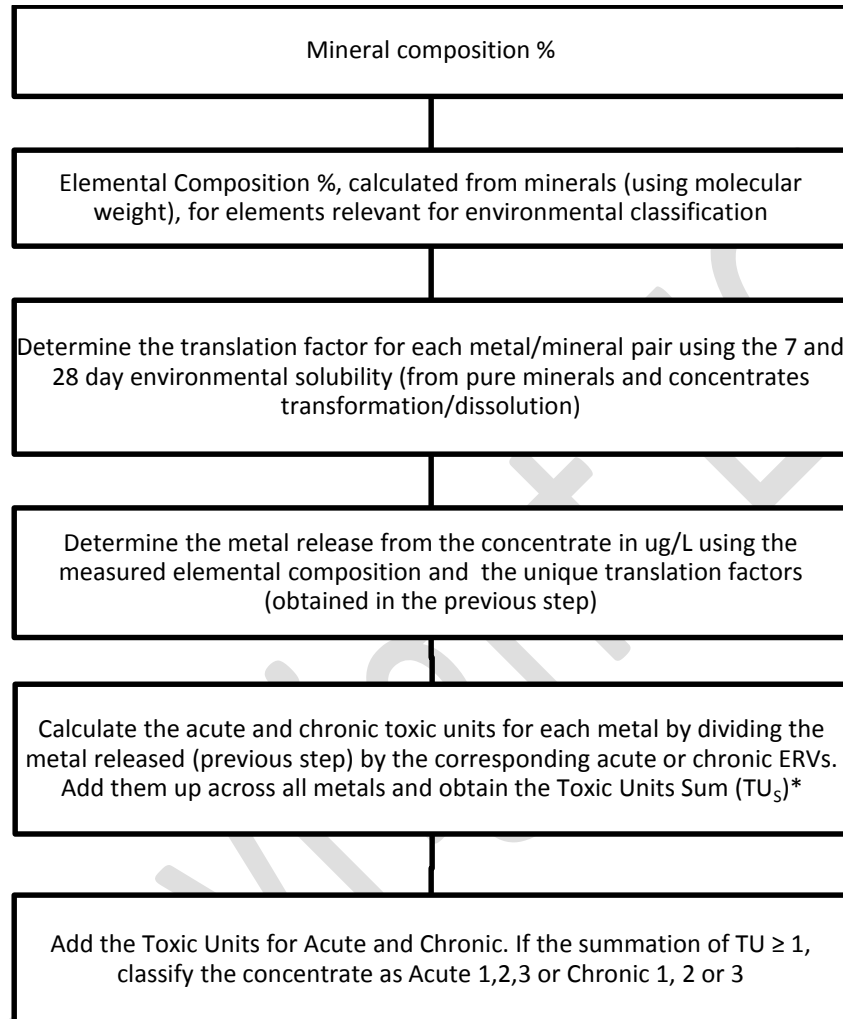 Mineral composition %
Elemental Composition %, calculated from minerals (using molecular
weight), for elements relevant for environmental classification
Determine the translation factor for each metal/mineral pair using the 7 and
28 day environmental solubility (from pure minerals and concentrates
transformation/dissolution)
Determine the metal release from the concentrate in ug/L using the
measured elemental composition and  the unique translation factors
(obtained in the previous step)
Calculate the acute and chronic toxic units for each metal by dividing the
metal released (previous step) by the corresponding acute or chronic ERVs.
Add them up across all metals and obtain the Toxic Units Sum (TUS)*
Add the Toxic Units for Acute and Chronic. If the summation of TU ≥ 1,
classify the concentrate as Acute 1,2,3 or Chronic 1, 2 or 3